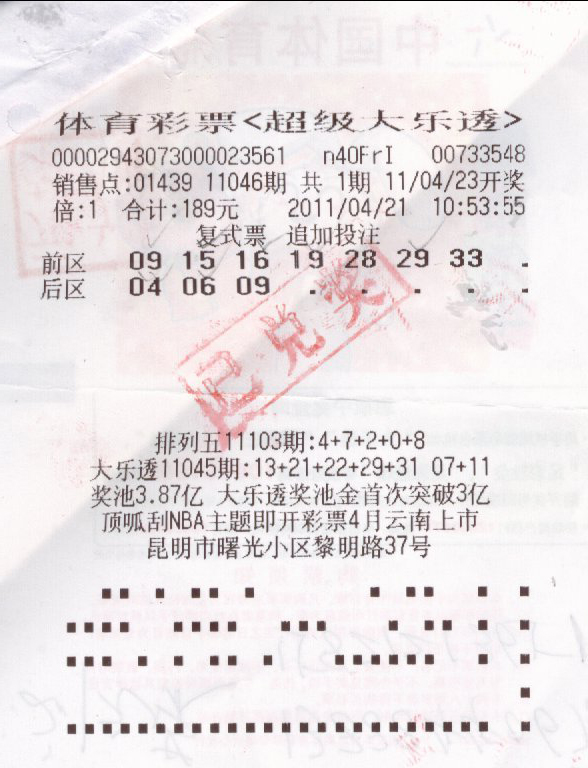 中國体育
体育彩票<超级大乐透>
00002943073000023561 n40FrI 00733548
销售点:01439 11046期 共 1期 11/04/23开奖
倍:1 合计:189元 2011/04/21 10:53:55
复式票 追加投注
前区 09 15 16 19 28 29 33 .
后区 04 06 09 . . . . .
已兑奖
排列五11103期:4+7+2+0+8
大乐透11045期:13+21+22+29+31 07+11
奖池3.87亿 大乐透奖池金首次突破3亿
顶呱刮NBA主题即开彩票4月云南上市
昆明市曙光小区黎明路37号